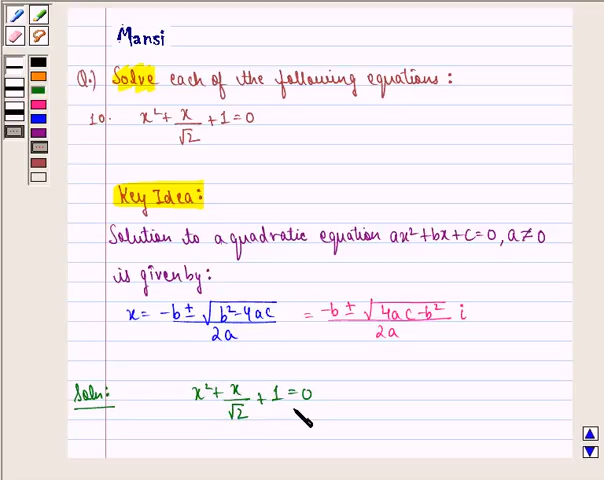 Mansi
Q.) Solve each of the following equations:
10. x² + x/√2 + 1 = 0
Key Idea:
Solution to a quadratic equation ax² + bx + c = 0, a ≠ 0
is given by:
x = -b ± √(b² - 4ac) / 2a = -b ± √(4ac - b²) i / 2a
Soln: x² + x/√2 + 1 = 0